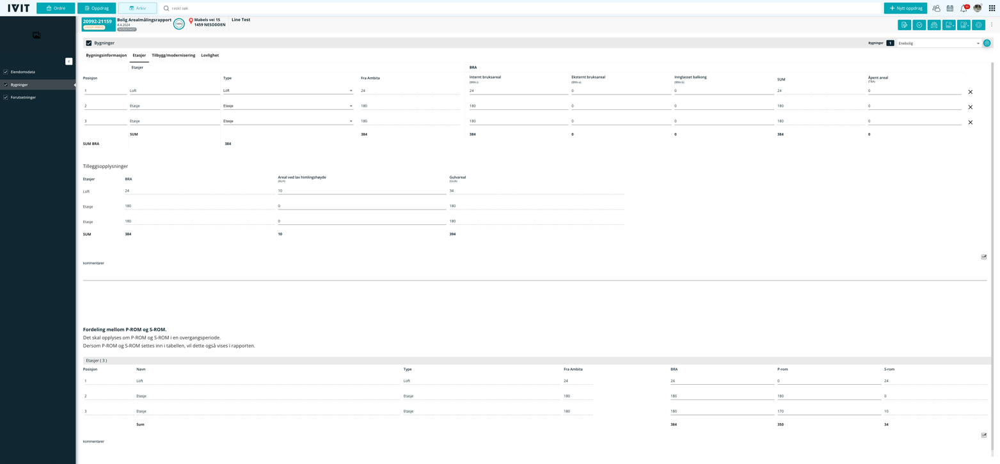 IVIT Ordre Oppdrag Arkiv raskt søk Nytt oppdrag
20992-21159 Bolig Arealmålingsrapport Mabels vei 15 Line Test
UNDER ARBEID 4.4.2024 100% 1459 NESODDEN
NORSKTAKST
Bygninger Bygninger 1 Enebolig
Bygningsinformasjon Etasjer Tilbygg/modernisering Lovlighet
Eiendomsdata
Bygninger
Forutsetninger
Etasjer BRA
Posisjon Type Fra Ambita Internt bruksareal Eksternt bruksareal Innglasset balkong SUM Åpent areal
(BRA-i) (BRA-e) (BRA-b) (TBA)
1 Loft Loft 24 24 0 0 24 0
2 Etasje Etasje 180 180 0 0 180 0
3 Etasje Etasje 180 180 0 0 180 0
SUM 384 384 0 0 384 0
SUM BRA 384
Tilleggsopplysninger
Etasjer BRA Areal ved lav himlingshøyde Gulvareal
(ALH) (GUA)
Loft 24 10 34
Etasje 180 0 180
Etasje 180 0 180
SUM 384 10 394
kommentarer
Fordeling mellom P-ROM og S-ROM.
Det skal opplyses om P-ROM og S-ROM i en overgangsperiode.
Dersom P-ROM og S-ROM settes inn i tabellen, vil dette også vises i rapporten.
Etasjer ( 3 )
Posisjon Navn Type Fra Ambita BRA P-rom S-rom
1 Loft Loft 24 24 0 24
2 Etasje Etasje 180 180 180 0
3 Etasje Etasje 180 180 170 10
Sum 384 350 34
kommentarer